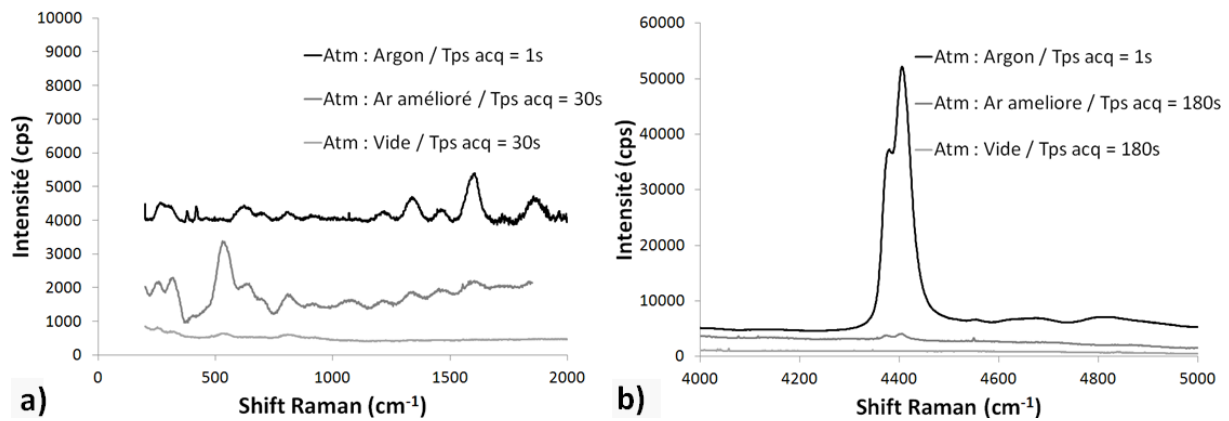 10000
9000
8000
7000
6000
5000
4000
3000
2000
1000
0
Intensité (cps)
Atm : Argon / Tps acq = 1s
Atm : Ar amélioré / Tps acq = 30s
Atm : Vide / Tps acq = 30s
0 500 1000 1500 2000
Shift Raman (cm-1)
a)
60000
50000
40000
30000
20000
10000
0
Intensité (cps)
Atm : Argon / Tps acq = 1s
Atm : Ar ameliore / Tps acq = 180s
Atm : Vide / Tps acq = 180s
4000 4200 4400 4600 4800 5000
Shift Raman (cm-1)
b)